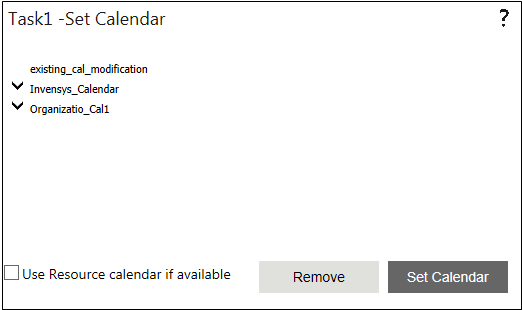 Task1 -Set Calendar ?
existing_cal_modification
Invensys_Calendar
Organizatio_Cal1
Use Resource calendar if available Remove Set Calendar